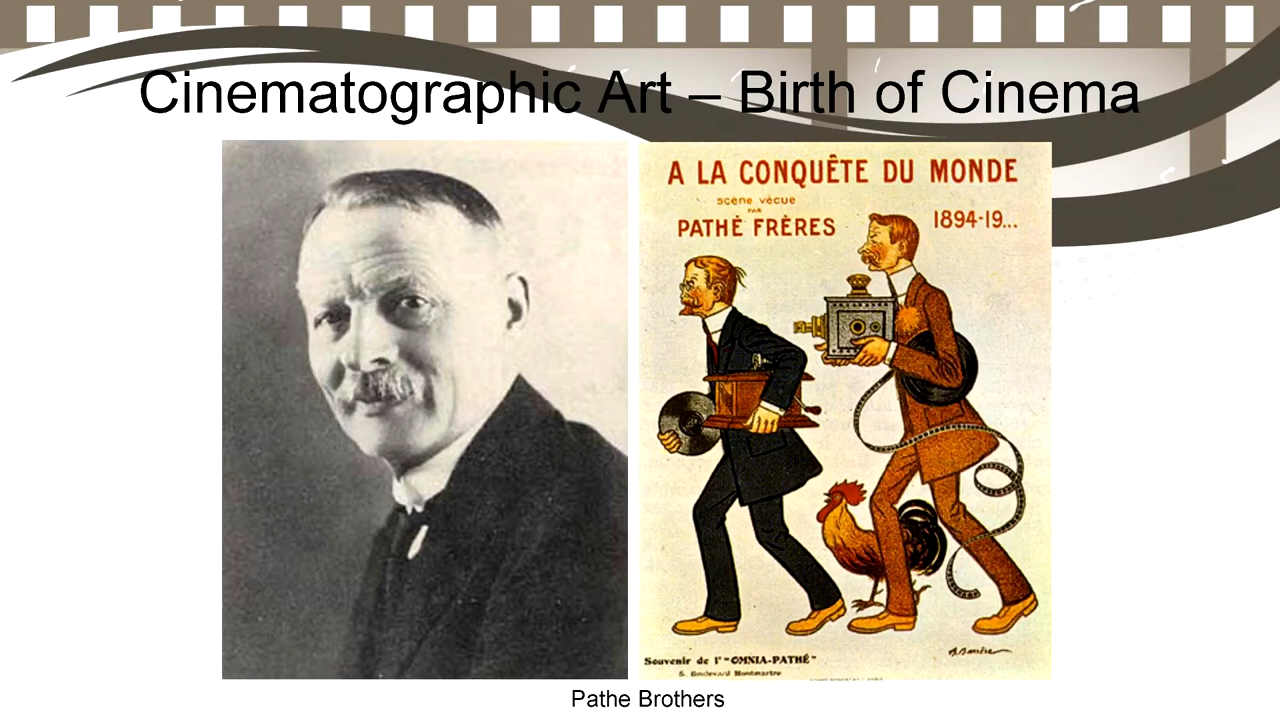 Cinematographic Art – Birth of Cinema
A LA CONQUÊTE DU MONDE
scène vécue
PAR
PATHÉ FRÈRES
1894-19...
Souvenir de l' "OMNIA-PATHÉ"
5. Boulevard Montmartre
Pathe Brothers